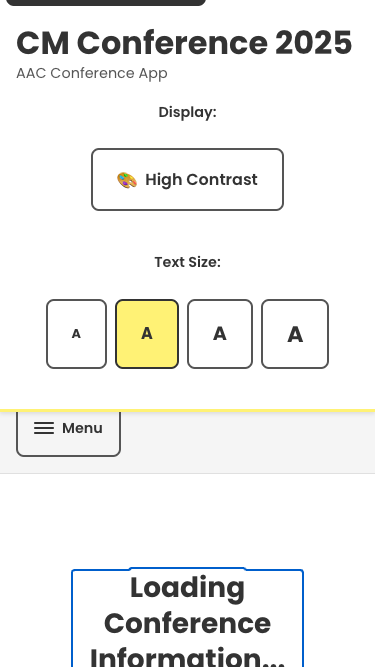 CM Conference 2025
AAC Conference App
Display:
🎨 High Contrast
Text Size:
A A A A
Menu
Loading
Conference
Information...